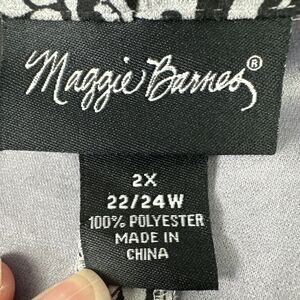 Maggie Barnes®
2X
22/24W
100% POLYESTER
MADE IN
CHINA